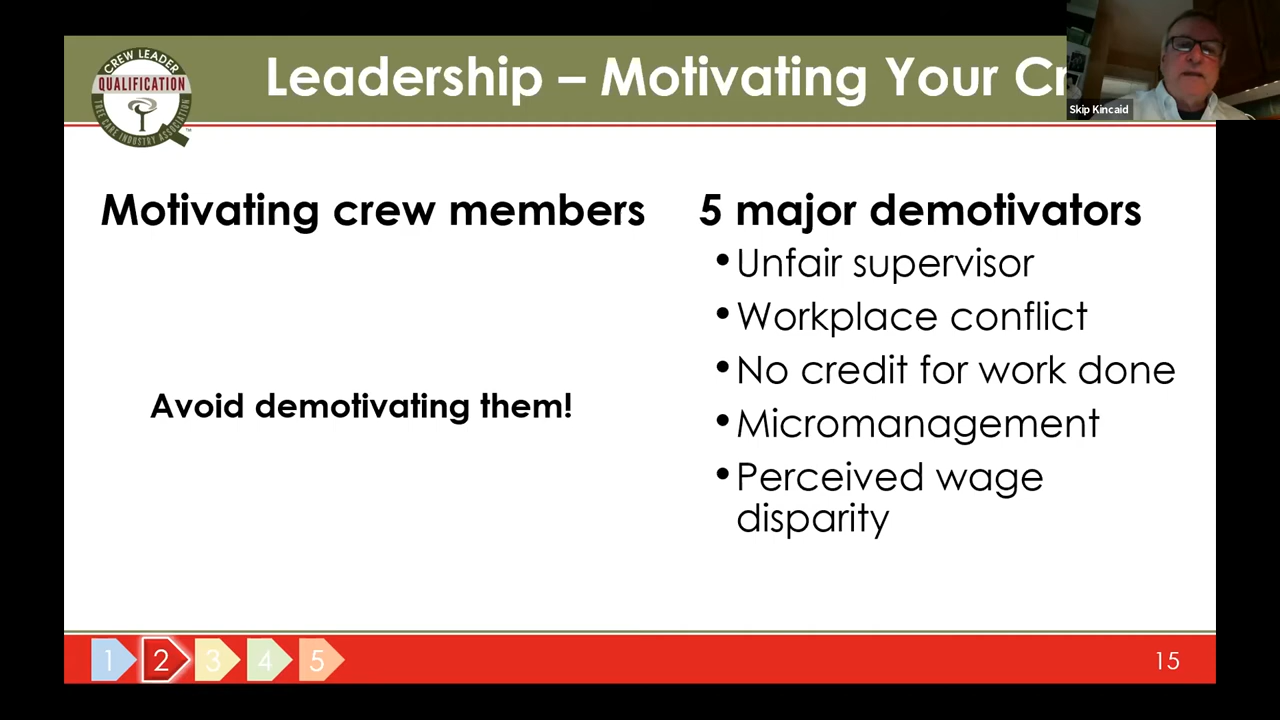 CREW LEADER
QUALIFICATION
TREE CARE INDUSTRY ASSOCIATION
Leadership – Motivating Your Cr
Skip Kincaid
Motivating crew members
Avoid demotivating them!
5 major demotivators
•Unfair supervisor
•Workplace conflict
•No credit for work done
•Micromanagement
•Perceived wage
disparity
1 2 3 4 5
15